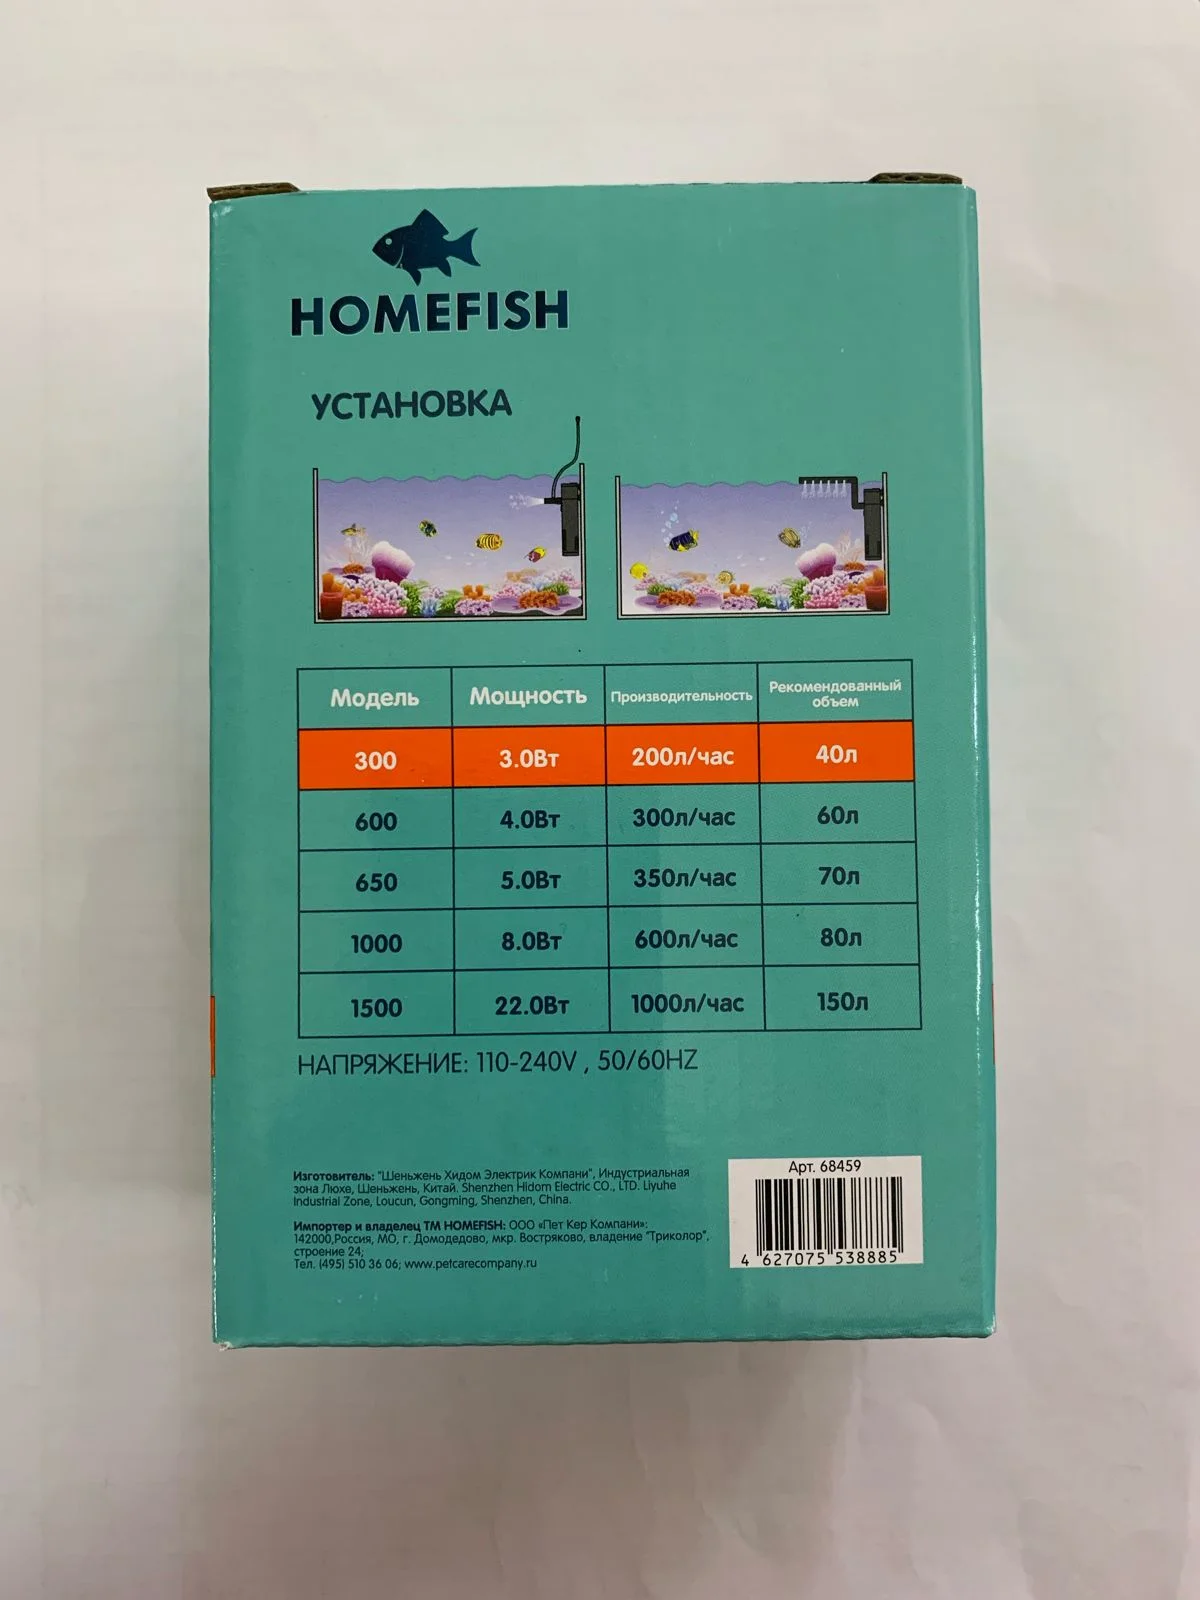 HOMEFISH
УСТАНОВКА
Модель Мощность Производительность Рекомендованный объем
300 3.0Вт 200л/час 40л
600 4.0Вт 300л/час 60л
650 5.0Вт 350л/час 70л
1000 8.0Вт 600л/час 80л
1500 22.0Вт 1000л/час 150л
НАПРЯЖЕНИЕ: 110-240V , 50/60HZ
Изготовитель: "Шеньжень Хидом Электрик Компани", Индустриальная
зона Люхе, Шеньжень, Китай. Shenzhen Hidom Electric CO., LTD. Liyuhe
Industrial Zone, Loucun, Gongming, Shenzhen, China.
Импортер и владелец ТМ HOMEFISH: ООО «Пет Кер Компани»:
142000,Россия, МО, г. Домодедово, мкр. Востряково, владение "Триколор",
строение 24;
Тел. (495) 510 36 06; www.petcarecompany.ru
Арт. 68459
4 627075 538885